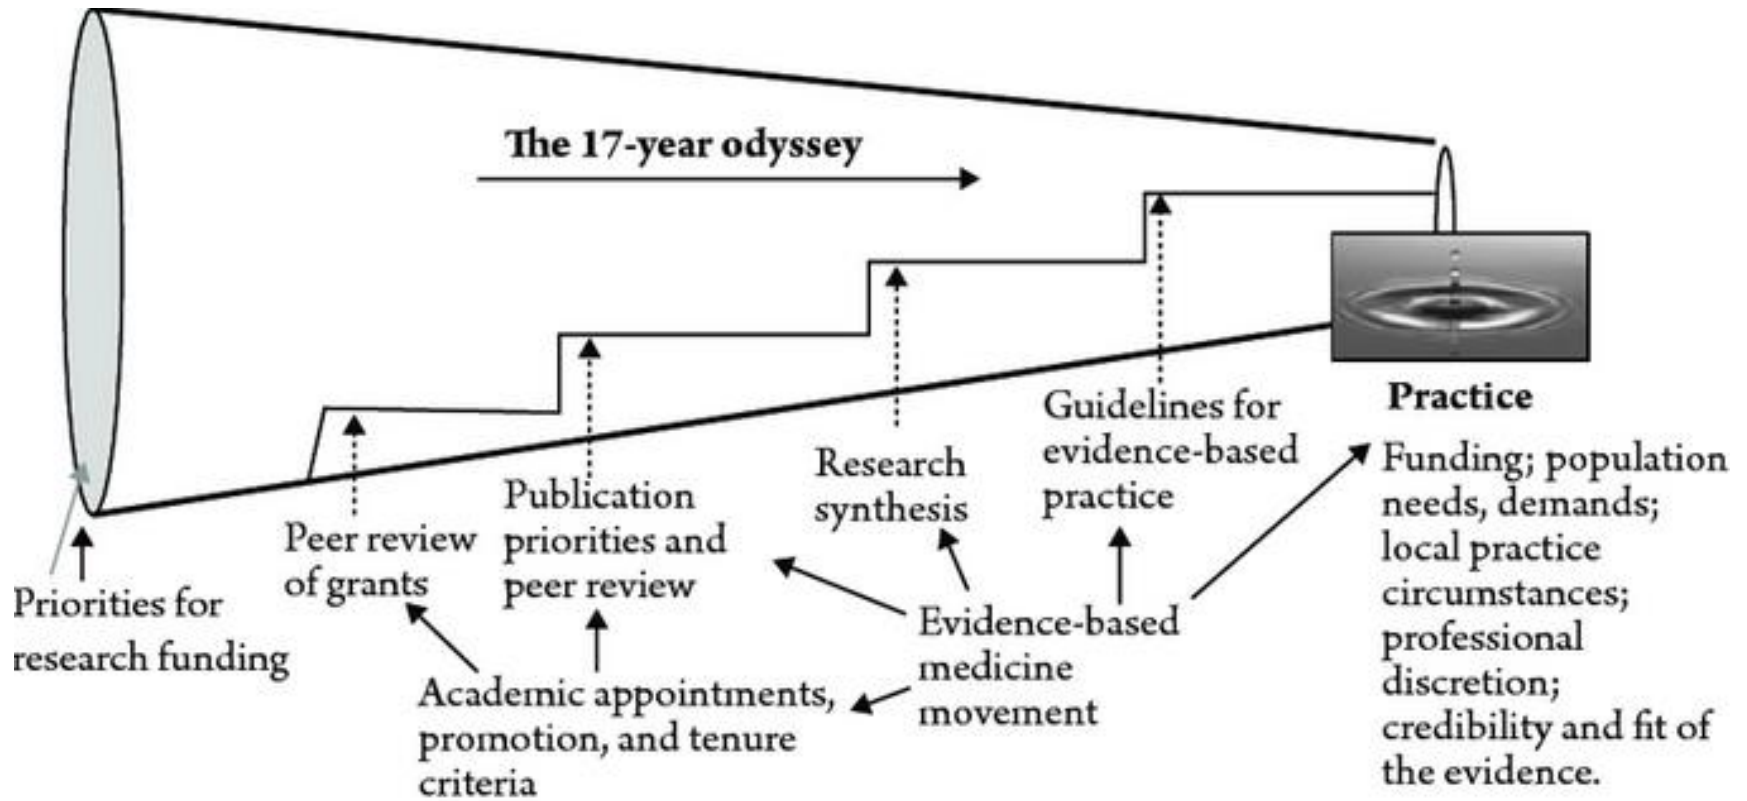 The 17-year odyssey
Priorities for
research funding
Peer review
of grants
Publication
priorities and
peer review
Research
synthesis
Guidelines for
evidence-based
practice
Academic appointments,
promotion, and tenure
criteria
Evidence-based
medicine
movement
Practice
Funding; population
needs, demands;
local practice
circumstances;
professional
discretion;
credibility and fit of
the evidence.